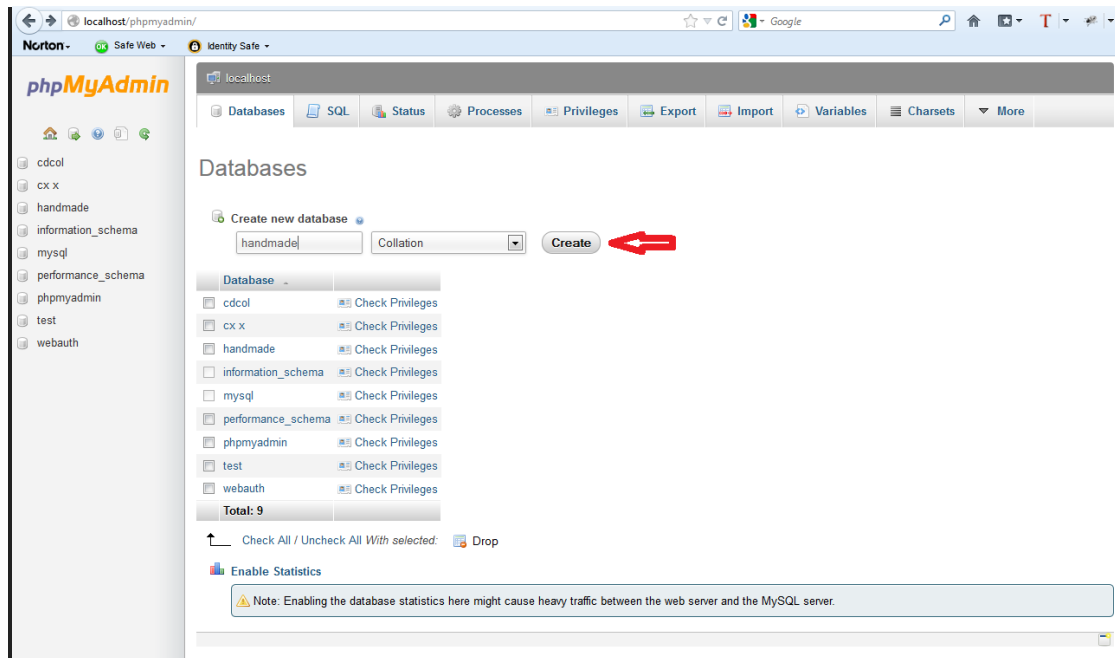 localhost/phpmyadmin/
Google
Norton
OK Safe Web
Identity Safe
phpMyAdmin
cdcol
cx x
handmade
information_schema
mysql
performance_schema
phpmyadmin
test
webauth
localhost
Databases SQL Status Processes Privileges Export Import Variables Charsets More
Databases
Create new database
handmade Collation Create
Database
cdcol Check Privileges
cx x Check Privileges
handmade Check Privileges
information_schema Check Privileges
mysql Check Privileges
performance_schema Check Privileges
phpmyadmin Check Privileges
test Check Privileges
webauth Check Privileges
Total: 9
Check All / Uncheck All With selected: Drop
Enable Statistics
Note: Enabling the database statistics here might cause heavy traffic between the web server and the MySQL server.